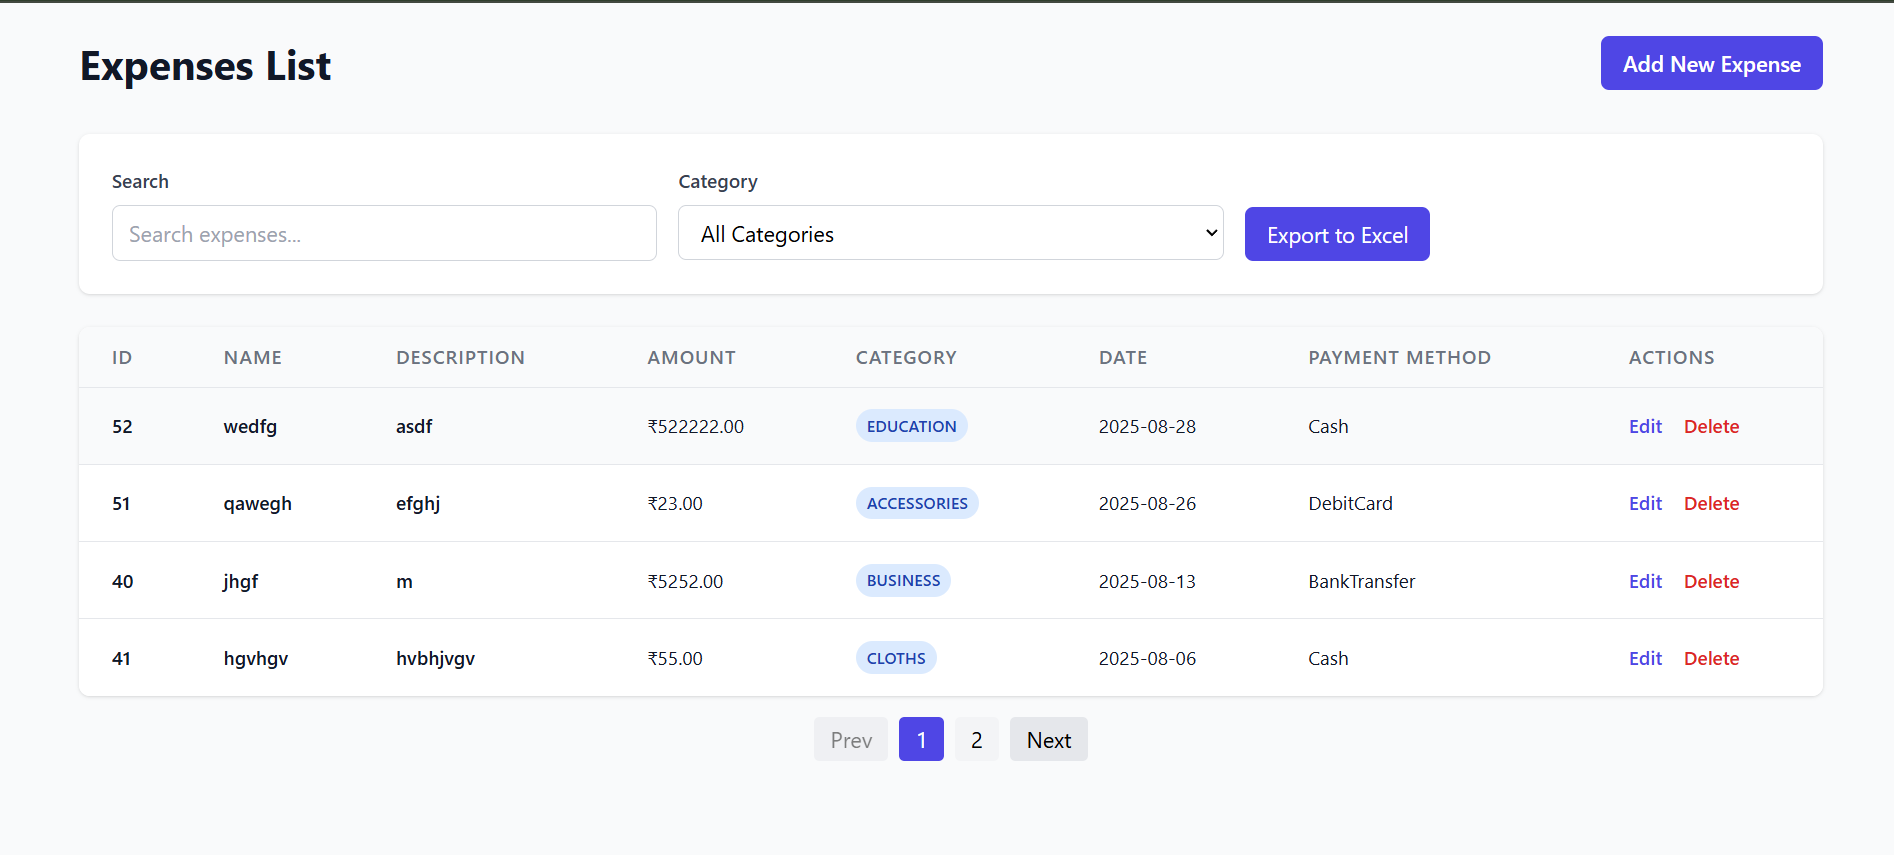 Expenses List
Add New Expense
Search
Category
Search expenses...
All Categories
Export to Excel
ID NAME DESCRIPTION AMOUNT CATEGORY DATE PAYMENT METHOD ACTIONS
52 wedfg asdf ₹522222.00 EDUCATION 2025-08-28 Cash Edit Delete
51 qawegh efghj ₹23.00 ACCESSORIES 2025-08-26 DebitCard Edit Delete
40 jhgf m ₹5252.00 BUSINESS 2025-08-13 BankTransfer Edit Delete
41 hgvhgv hvbhjvgv ₹55.00 CLOTHS 2025-08-06 Cash Edit Delete
Prev 1 2 Next